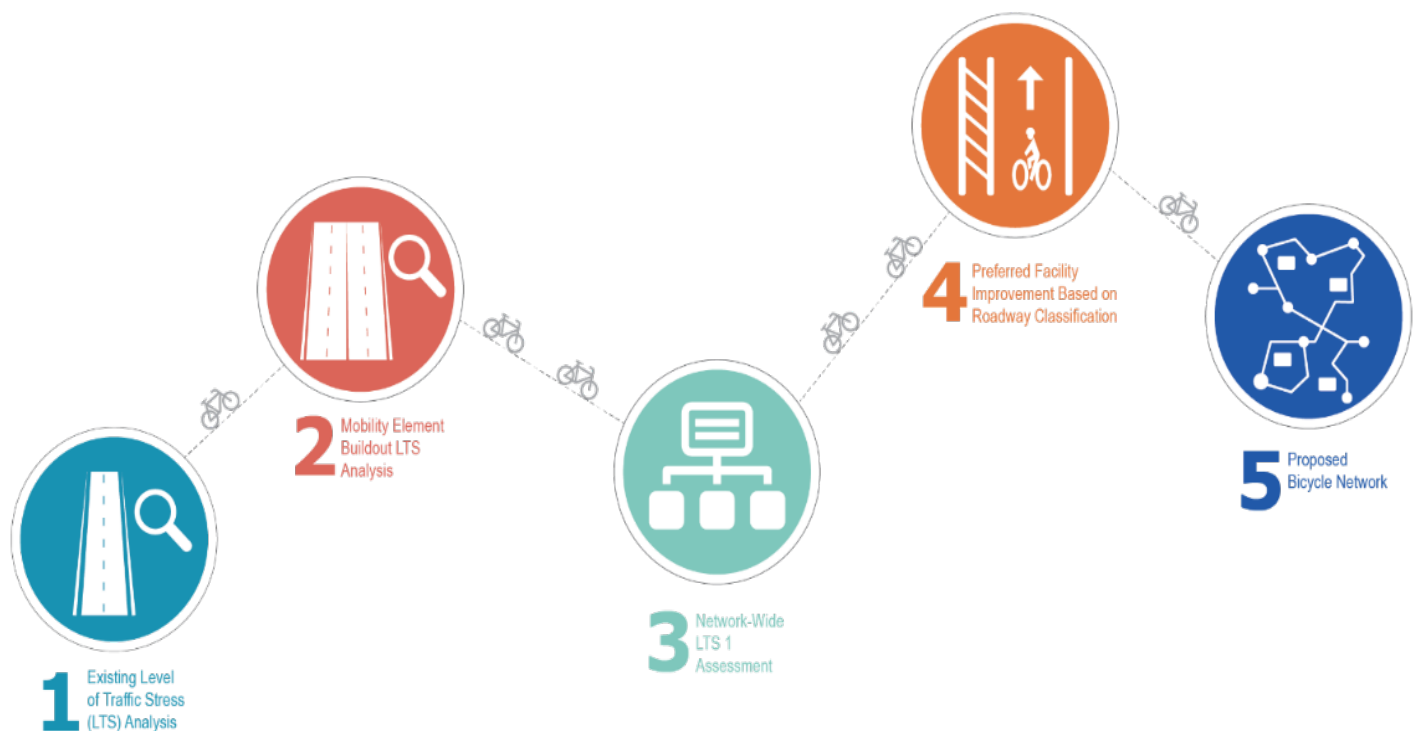 1
Existing Level
of Traffic Stress
(LTS) Analysis
2
Mobility Element
Buildout LTS
Analysis
3
Network-Wide
LTS 1
Assessment
4
Preferred Facility
Improvement Based on
Roadway Classification
5
Proposed
Bicycle Network